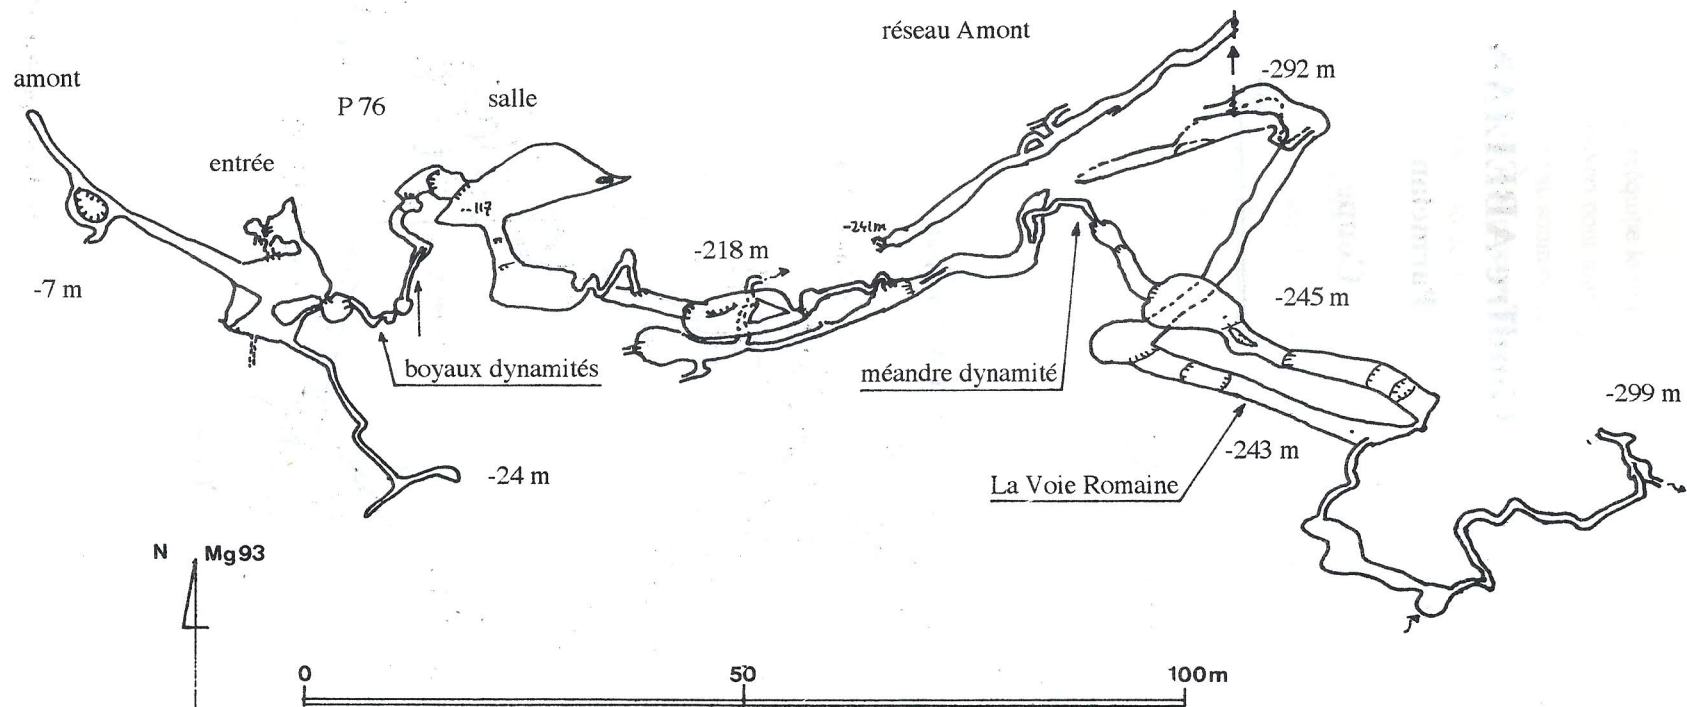 réseau Amont
-292 m
amont
P 76
salle
entrée
-117
-241m
-218 m
-7 m
-245 m
boyaux dynamités
méandre dynamité
-299 m
-243 m
La Voie Romaine
-24 m
N Mg93
0 50 100m